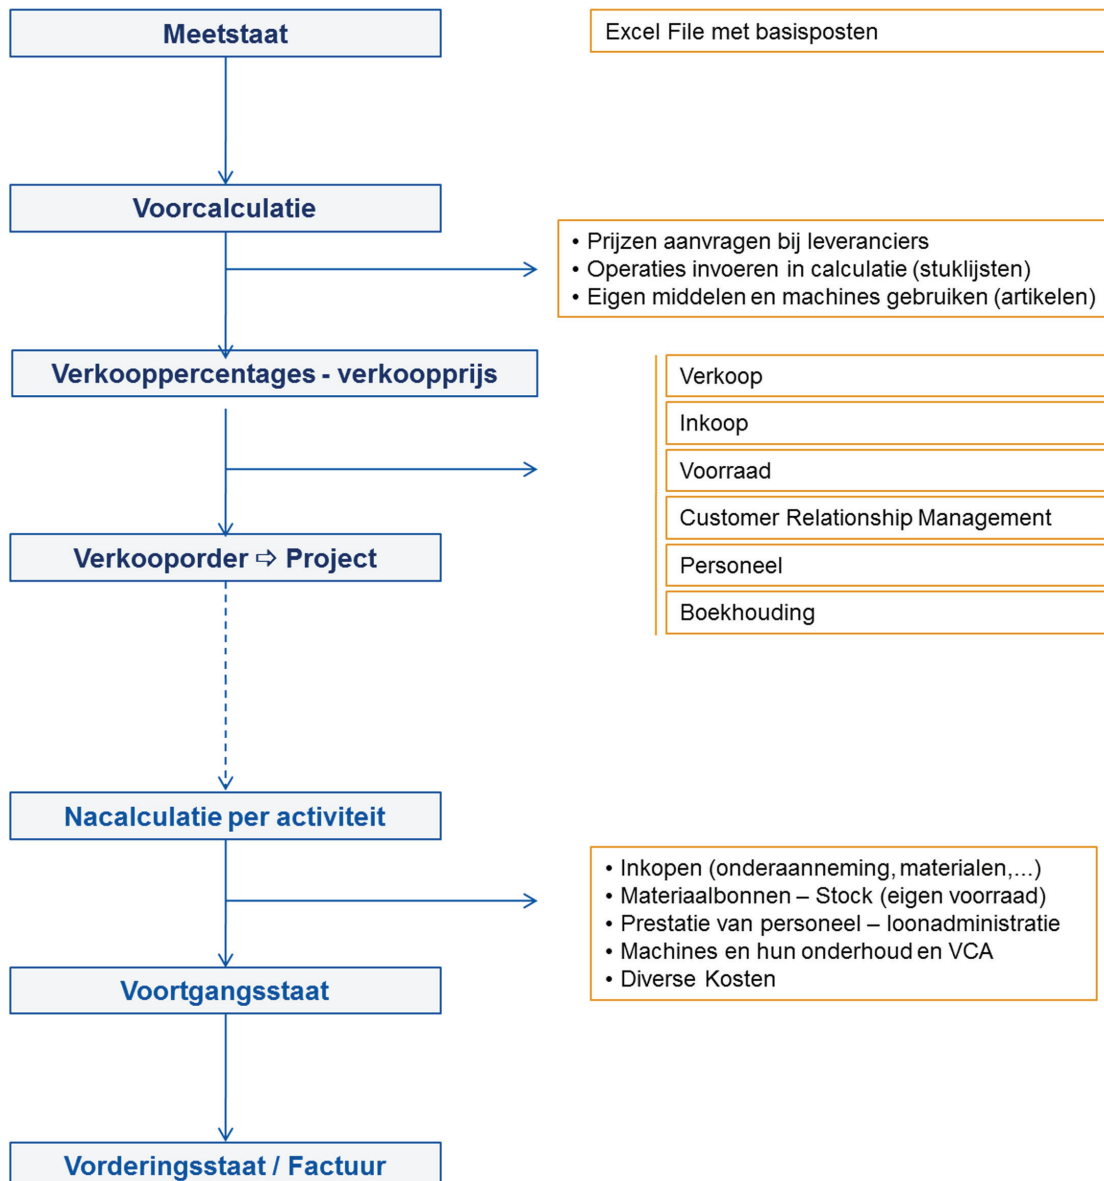 Meetstaat
Excel File met basisposten
Voorcalculatie
• Prijzen aanvragen bij leveranciers
• Operaties invoeren in calculatie (stuklijsten)
• Eigen middelen en machines gebruiken (artikelen)
Verkooppercentages - verkoopprijs
Verkoop
Inkoop
Voorraad
Customer Relationship Management
Personeel
Boekhouding
Verkooporder ⇨ Project
Nacalculatie per activiteit
• Inkopen (onderaanneming, materialen,...)
• Materiaalbonnen – Stock (eigen voorraad)
• Prestatie van personeel – loonadministratie
• Machines en hun onderhoud en VCA
• Diverse Kosten
Voortgangsstaat
Vorderingsstaat / Factuur